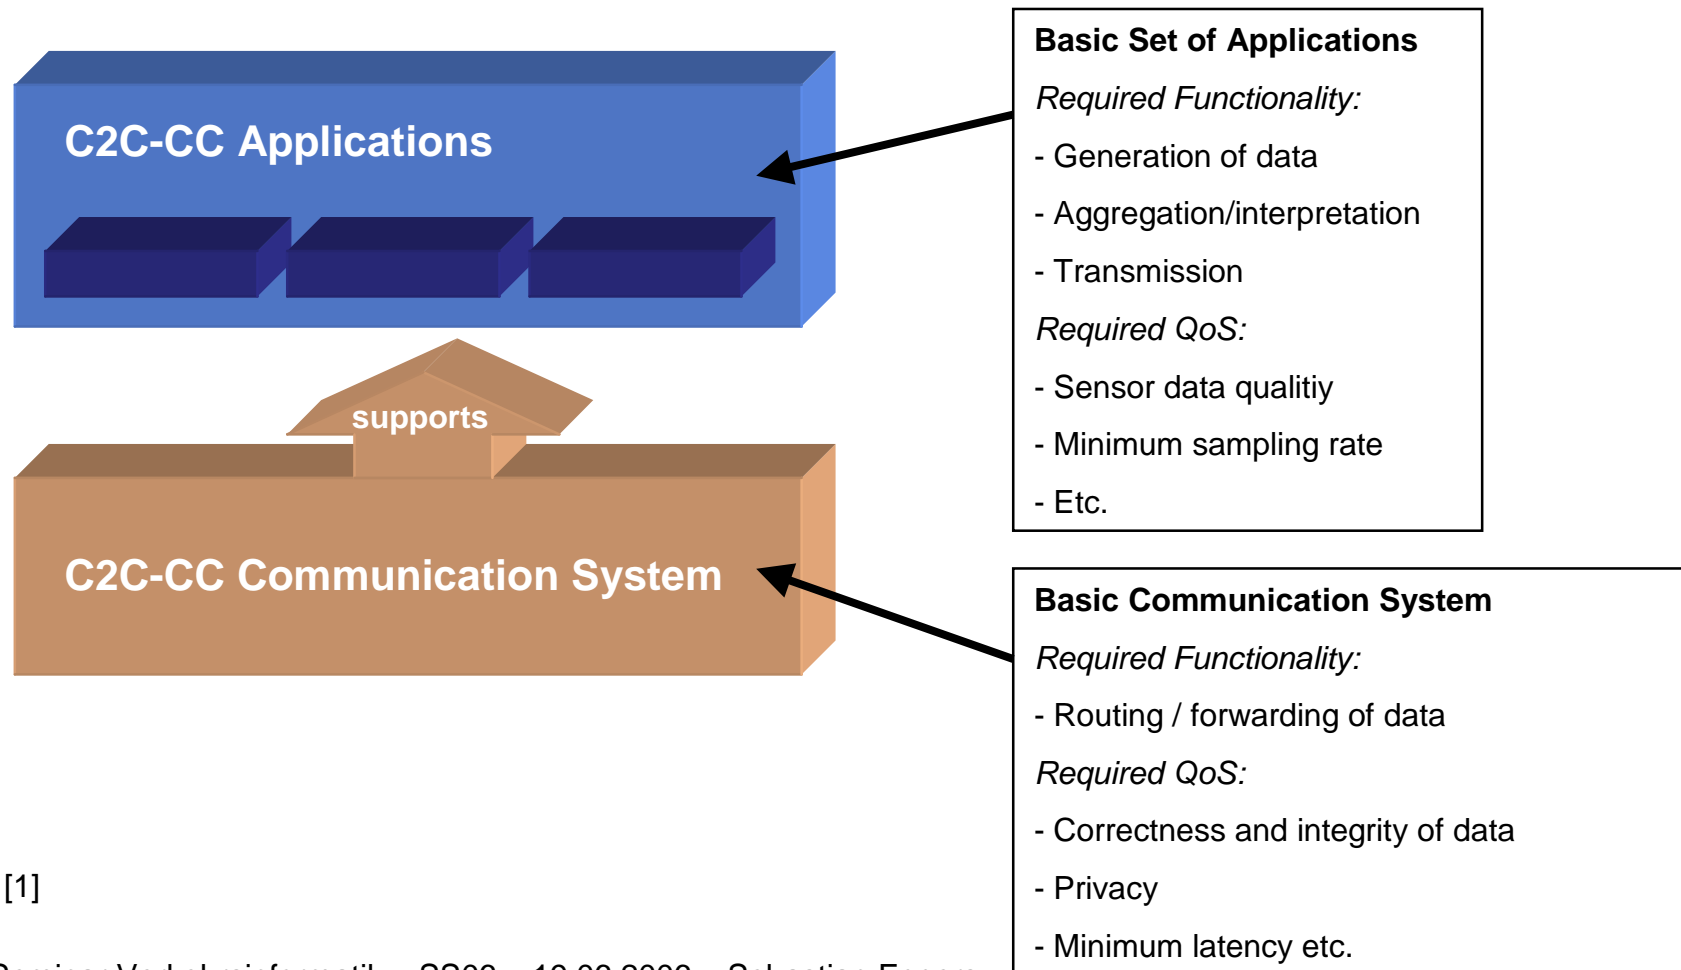 C2C-CC Applications
supports
C2C-CC Communication System
Basic Set of Applications
Required Functionality:
- Generation of data
- Aggregation/interpretation
- Transmission
Required QoS:
- Sensor data qualitiy
- Minimum sampling rate
- Etc.
Basic Communication System
Required Functionality:
- Routing / forwarding of data
Required QoS:
- Correctness and integrity of data
- Privacy
- Minimum latency etc.
[1]